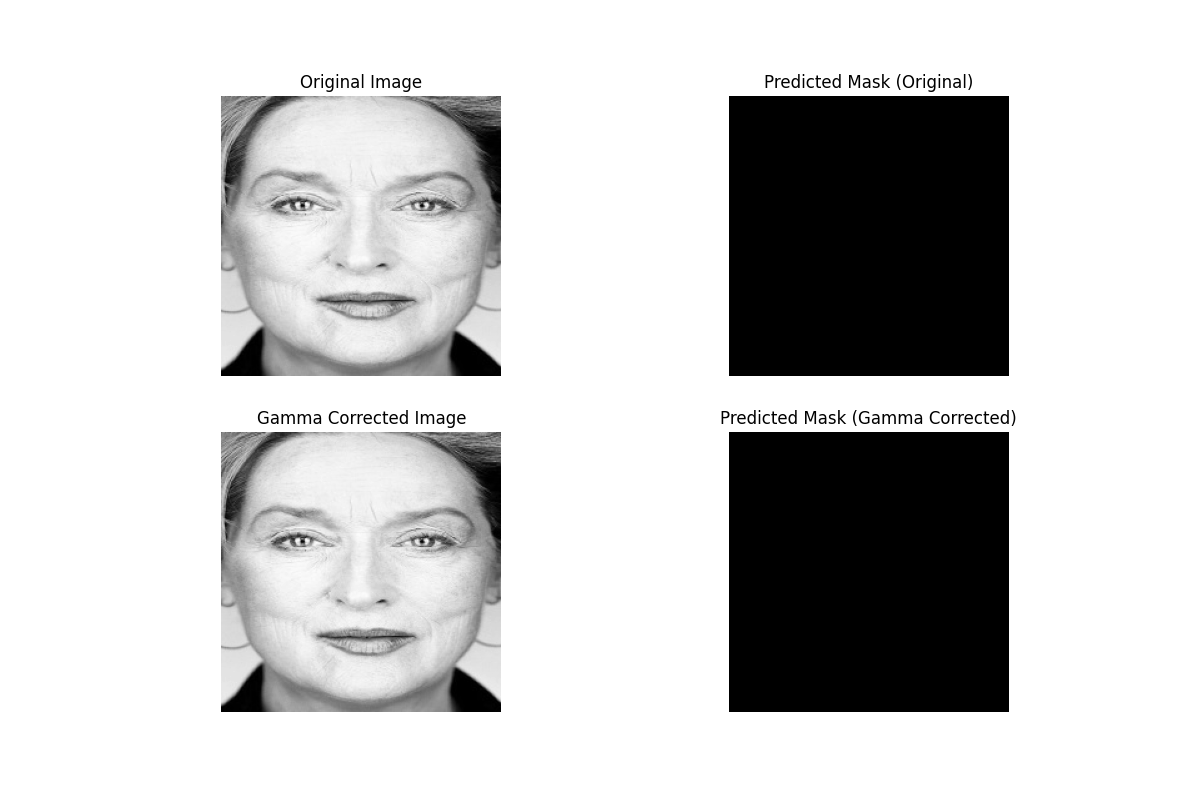 Original Image
Predicted Mask (Original)
Gamma Corrected Image
Predicted Mask (Gamma Corrected)